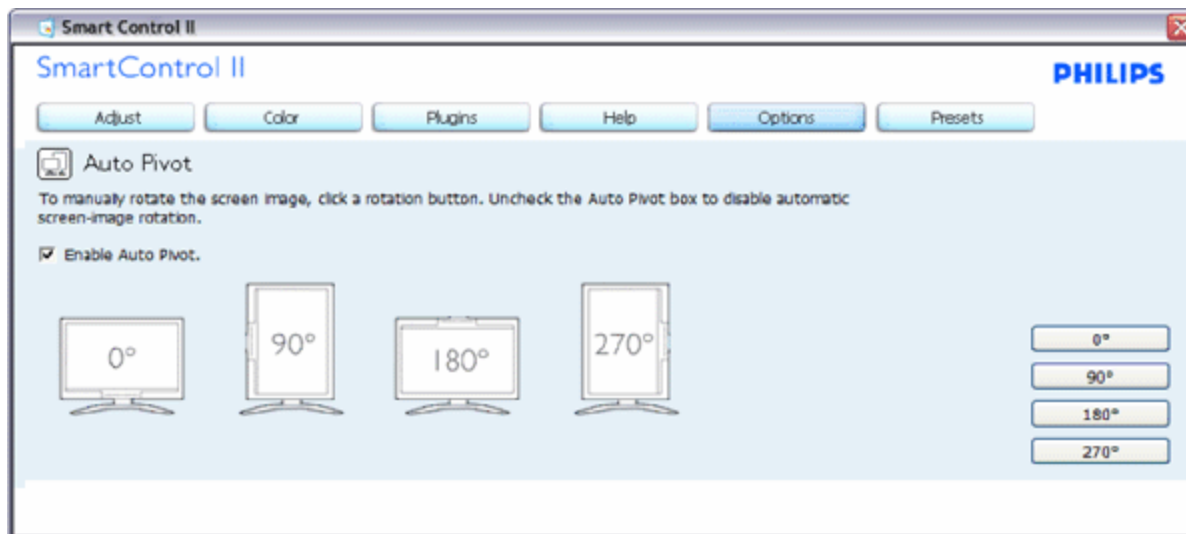 Smart Control II
SmartControl II
PHILIPS
Adjust
Color
Plugins
Help
Options
Presets
Auto Pivot
To manually rotate the screen image, click a rotation button. Uncheck the Auto Pivot box to disable automatic
screen-image rotation.
Enable Auto Pivot.
0°
90°
180°
270°
0°
90°
180°
270°